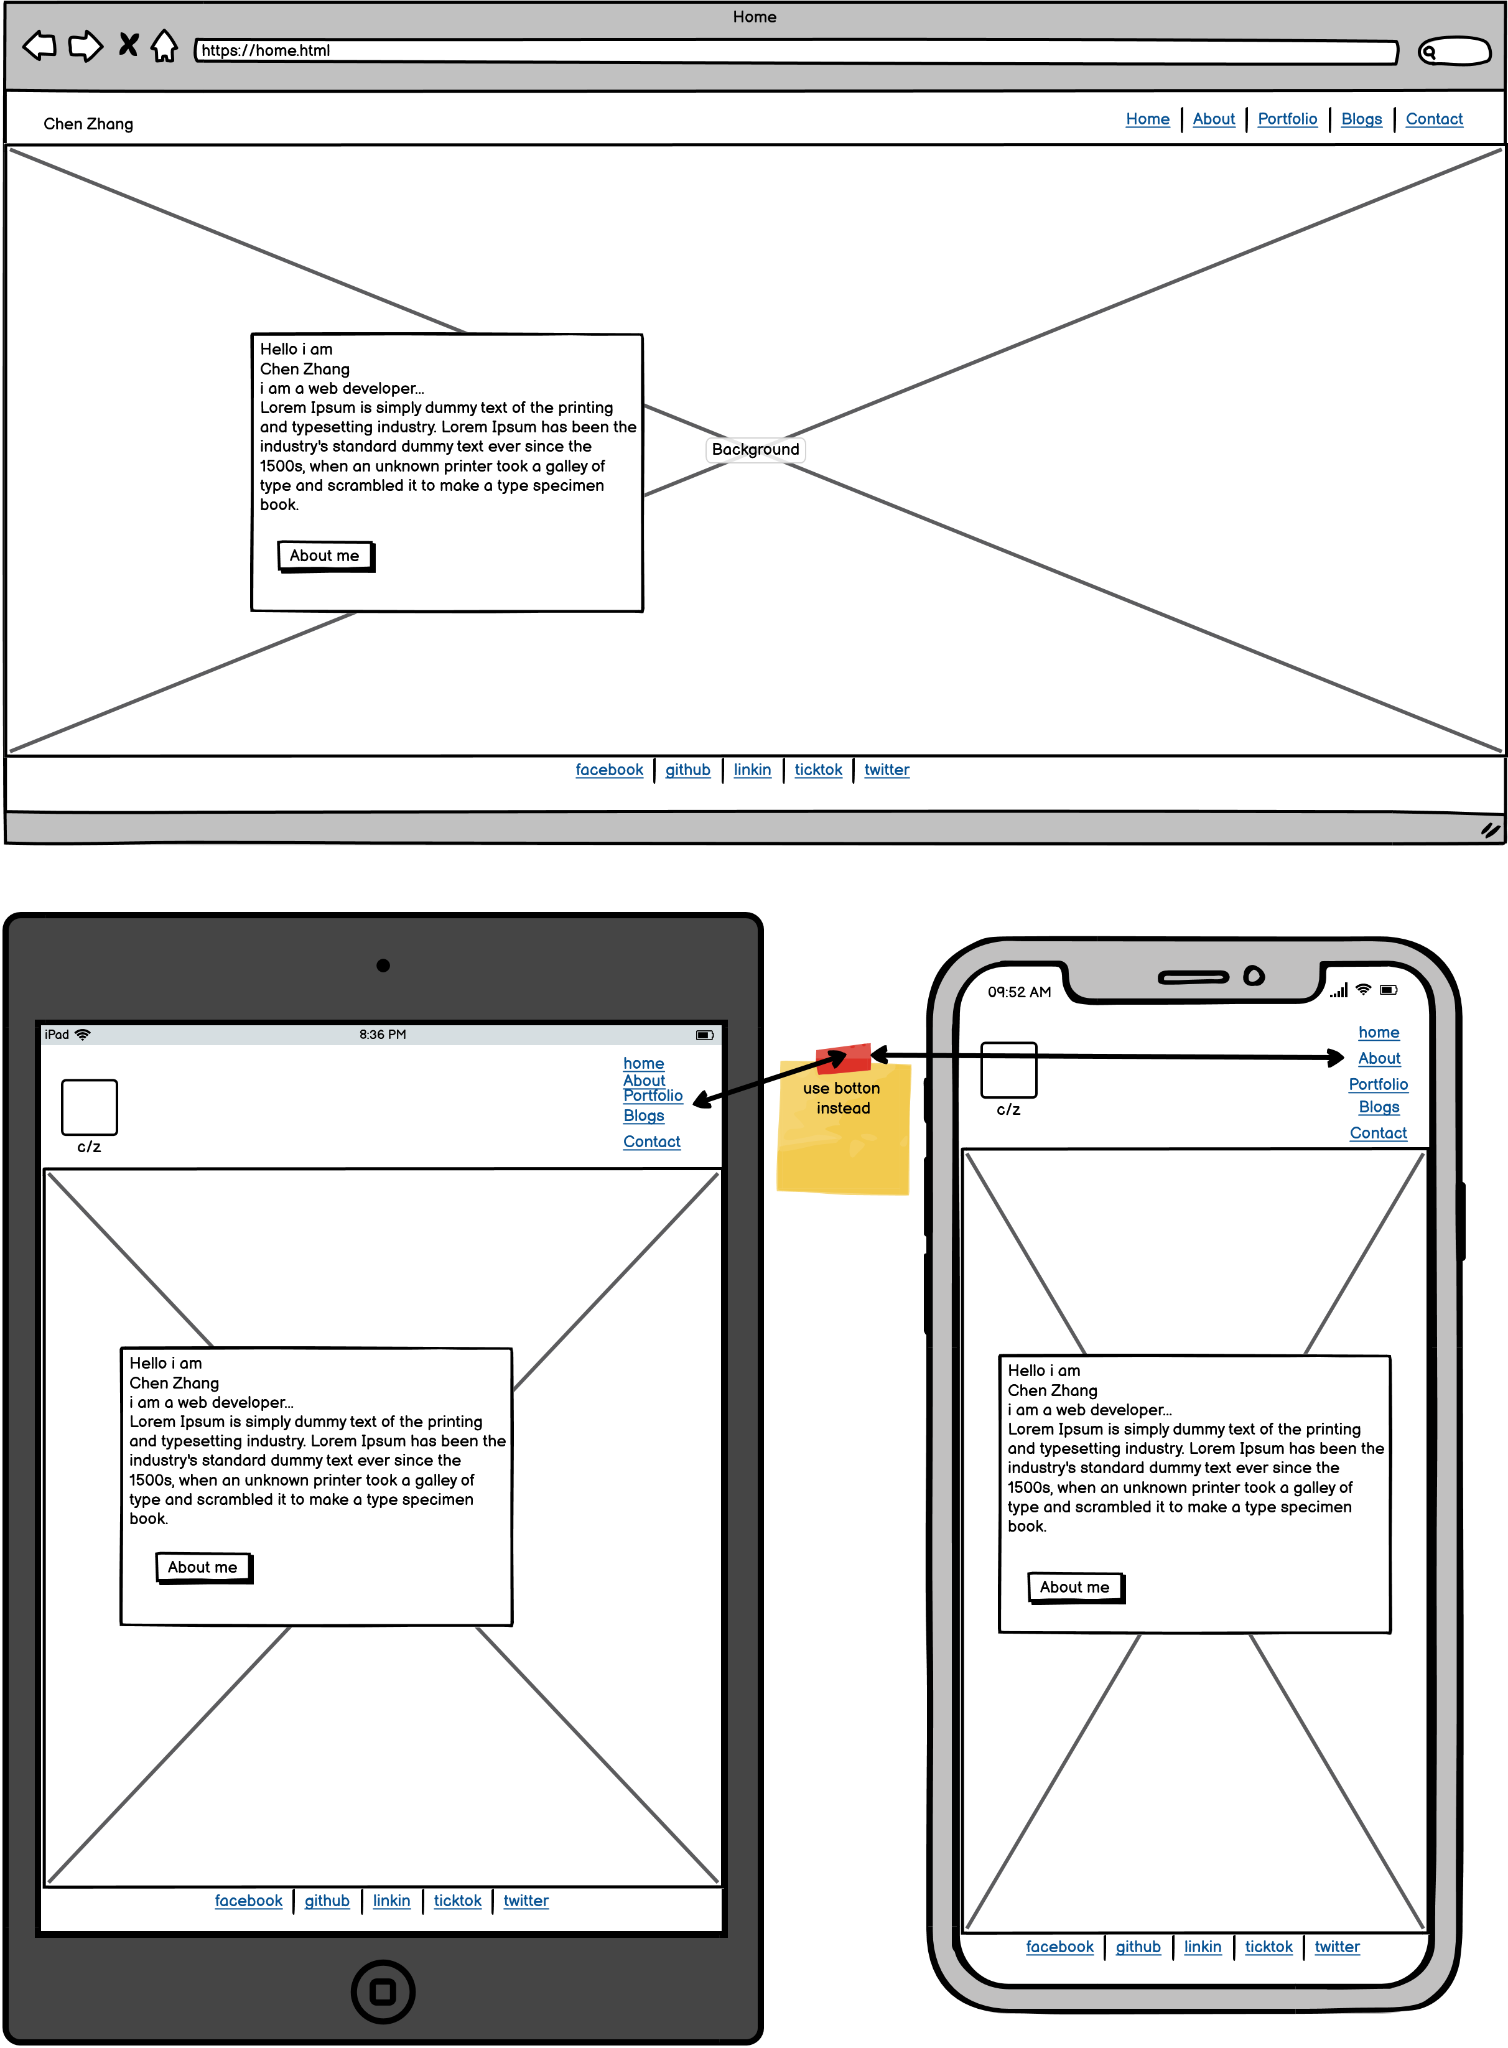 Home
https://home.html
Chen Zhang
Home About Portfolio Blogs Contact
Hello i am
Chen Zhang
i am a web developer...
Lorem Ipsum is simply dummy text of the printing
and typesetting industry. Lorem Ipsum has been the
industry's standard dummy text ever since the
1500s, when an unknown printer took a galley of
type and scrambled it to make a type specimen
book.
About me
Background
facebook github linkin ticktok twitter
iPad 8:36 PM
home
About
Portfolio
Blogs
Contact
c/z
Hello i am
Chen Zhang
i am a web developer...
Lorem Ipsum is simply dummy text of the printing
and typesetting industry. Lorem Ipsum has been the
industry's standard dummy text ever since the
1500s, when an unknown printer took a galley of
type and scrambled it to make a type specimen
book.
About me
facebook github linkin ticktok twitter
use botton
instead
09:52 AM
home
About
Portfolio
Blogs
Contact
c/z
Hello i am
Chen Zhang
i am a web developer...
Lorem Ipsum is simply dummy text of the printing
and typesetting industry. Lorem Ipsum has been the
industry's standard dummy text ever since the
1500s, when an unknown printer took a galley of
type and scrambled it to make a type specimen
book.
About me
facebook github linkin ticktok twitter